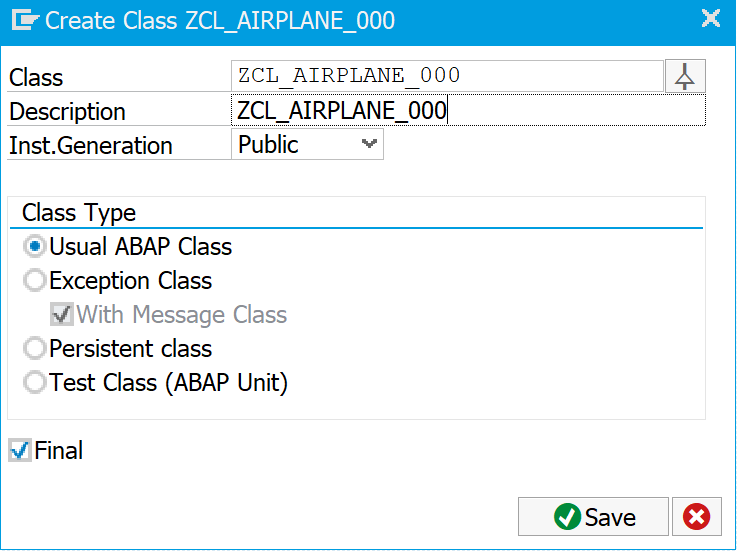 Create Class ZCL_AIRPLANE_000
Class ZCL_AIRPLANE_000
Description ZCL_AIRPLANE_000
Inst.Generation Public
Class Type
Usual ABAP Class
Exception Class
With Message Class
Persistent class
Test Class (ABAP Unit)
Final
Save